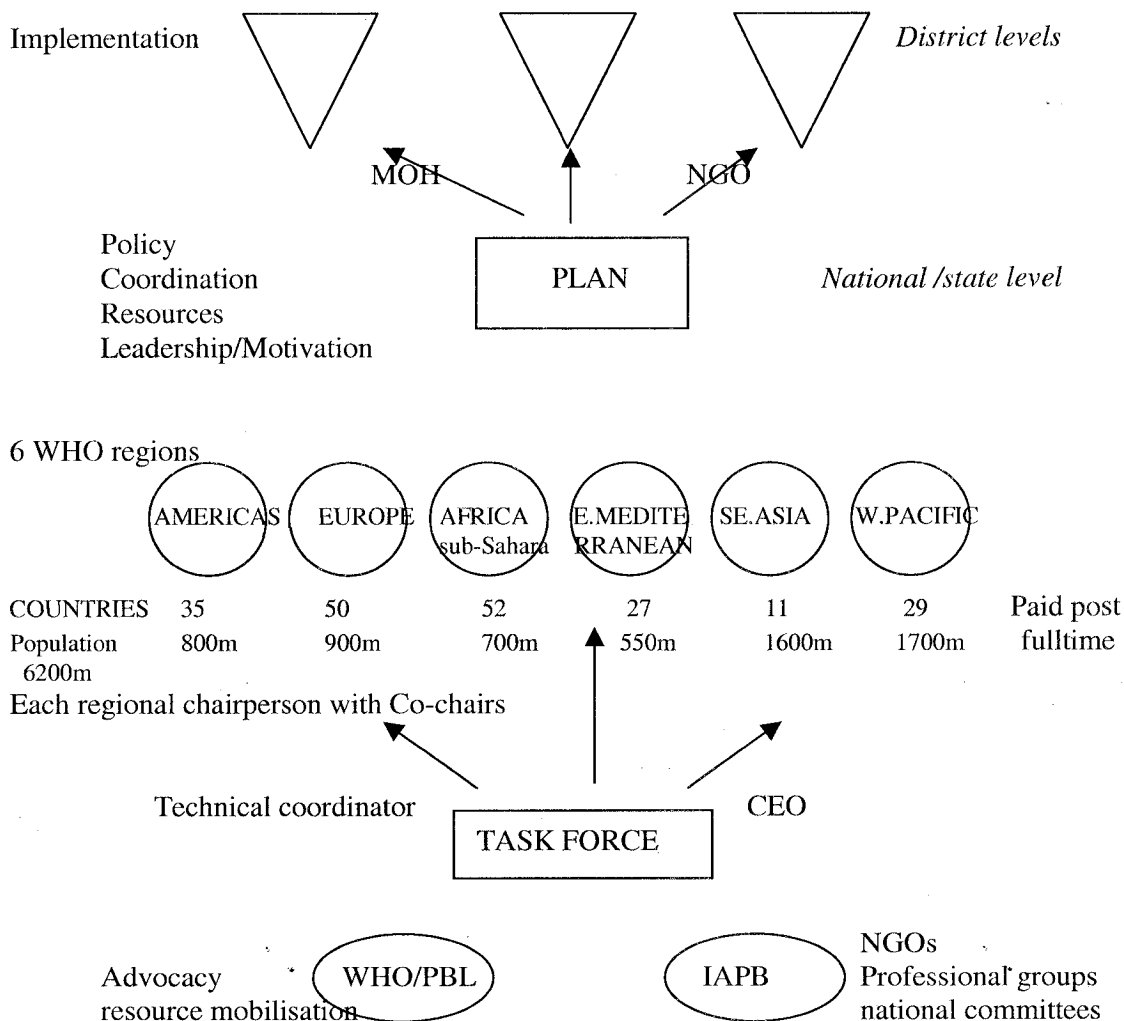 Implementation
District levels
MOH
NGO
Policy
Coordination
Resources
Leadership/Motivation
PLAN
National /state level
6 WHO regions
AMERICAS EUROPE AFRICA E.MEDITE SE.ASIA W.PACIFIC
sub-Sahara RRANEAN
COUNTRIES 35 50 52 27 11 29 Paid post
Population 800m 900m 700m 550m 1600m 1700m fulltime
6200m
Each regional chairperson with Co-chairs
Technical coordinator CEO
TASK FORCE
NGOs
Advocacy WHO/PBL IAPB Professional groups
resource mobilisation national committees